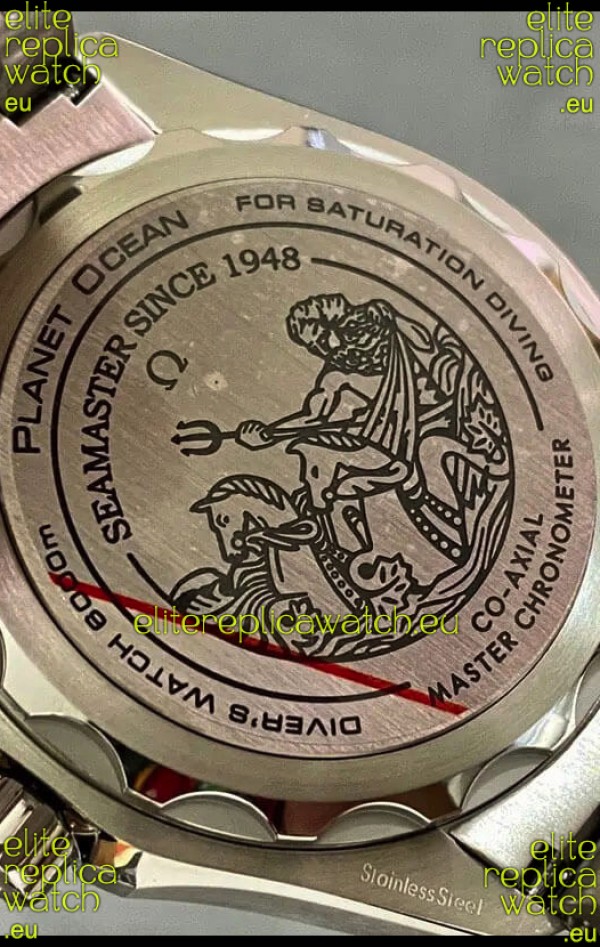 elite
replica
watch
.eu
elite
replica
watch
.eu
PLANET OCEAN
FOR SATURATION DIVING
SEAMASTER SINCE 1948
Ω
CO-AXIAL
MASTER CHRONOMETER
DIVER'S WATCH 6000m
elitereplicawatch.eu
Stainless Steel
elite
replica
watch
.eu
elite
replica
watch
.eu